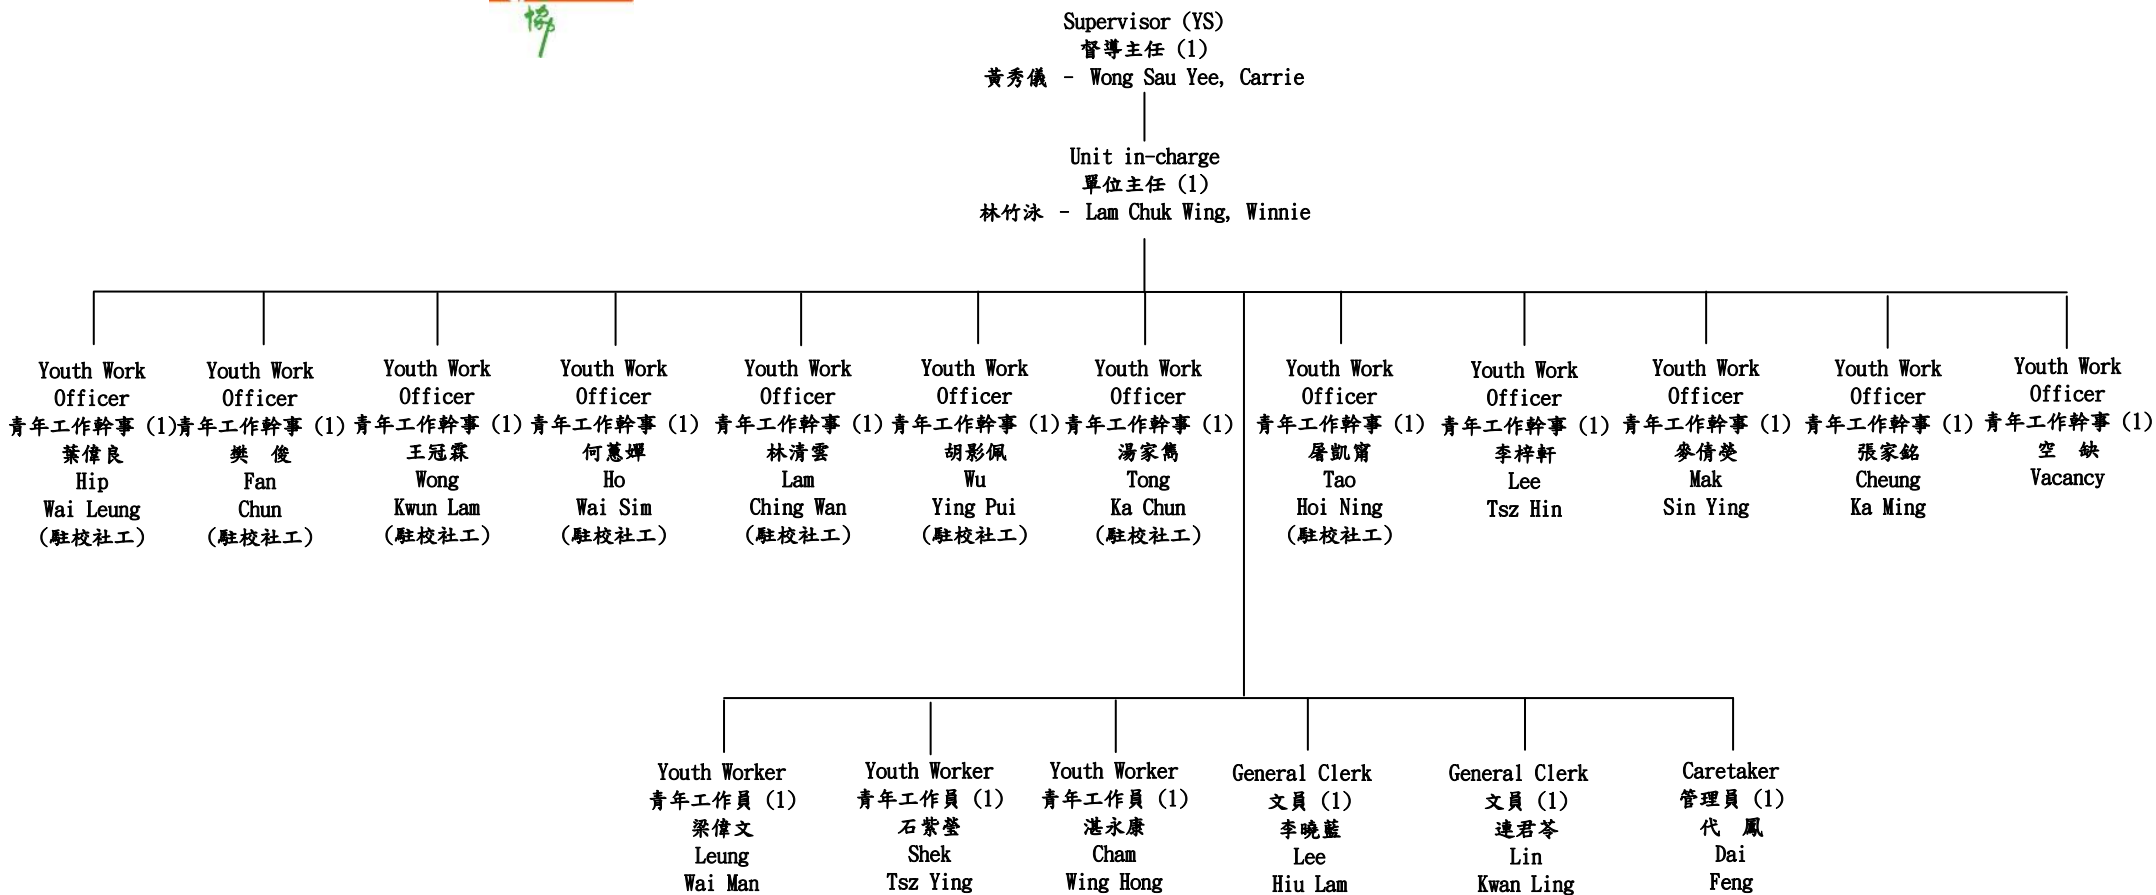 協
Supervisor (YS)
督導主任 (1)
黃秀儀 - Wong Sau Yee, Carrie
Unit in-charge
單位主任 (1)
林竹泳 - Lam Chuk Wing, Winnie
Youth Work
Officer
青年工作幹事 (1)
葉偉良
Hip
Wai Leung
(駐校社工)
Youth Work
Officer
青年工作幹事 (1)
樊 俊
Fan
Chun
(駐校社工)
Youth Work
Officer
青年工作幹事 (1)
王冠霖
Wong
Kwun Lam
(駐校社工)
Youth Work
Officer
青年工作幹事 (1)
何蕙嬋
Ho
Wai Sim
(駐校社工)
Youth Work
Officer
青年工作幹事 (1)
林清雲
Lam
Ching Wan
(駐校社工)
Youth Work
Officer
青年工作幹事 (1)
胡影佩
Wu
Ying Pui
(駐校社工)
Youth Work
Officer
青年工作幹事 (1)
湯家雋
Tong
Ka Chun
(駐校社工)
Youth Work
Officer
青年工作幹事 (1)
屠凱甯
Tao
Hoi Ning
(駐校社工)
Youth Work
Officer
青年工作幹事 (1)
李梓軒
Lee
Tsz Hin
Youth Work
Officer
青年工作幹事 (1)
麥倩熒
Mak
Sin Ying
Youth Work
Officer
青年工作幹事 (1)
張家銘
Cheung
Ka Ming
Youth Work
Officer
青年工作幹事 (1)
空 缺
Vacancy
Youth Worker
青年工作員 (1)
梁偉文
Leung
Wai Man
Youth Worker
青年工作員 (1)
石紫瑩
Shek
Tsz Ying
Youth Worker
青年工作員 (1)
湛永康
Cham
Wing Hong
General Clerk
文員 (1)
李曉藍
Lee
Hiu Lam
General Clerk
文員 (1)
連君苓
Lin
Kwan Ling
Caretaker
管理員 (1)
代 鳳
Dai
Feng